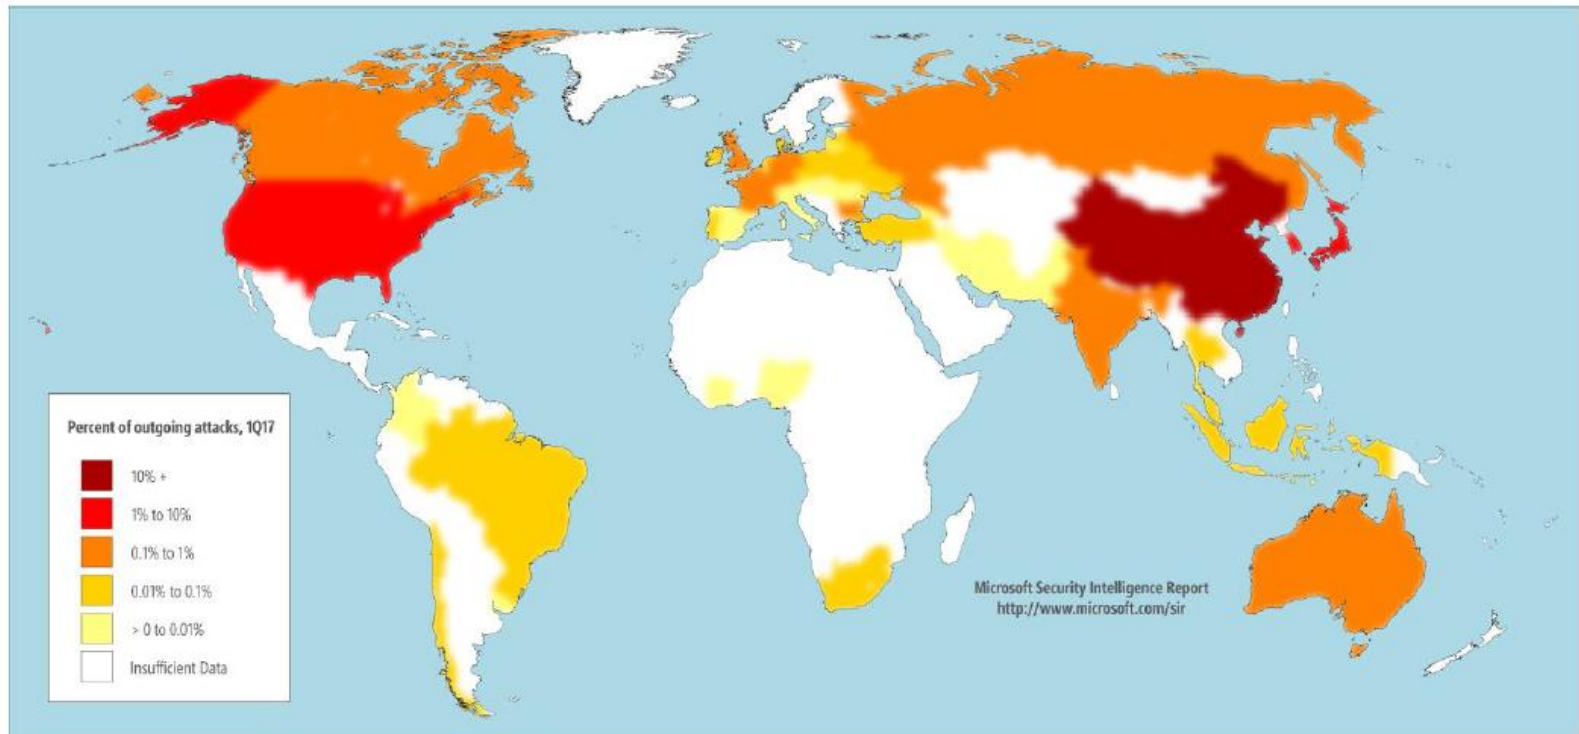 Percent of outgoing attacks, 1Q17
10% +
1% to 10%
0.1% to 1%
0.01% to 0.1%
> 0 to 0.01%
Insufficient Data
Microsoft Security Intelligence Report
http://www.microsoft.com/sir